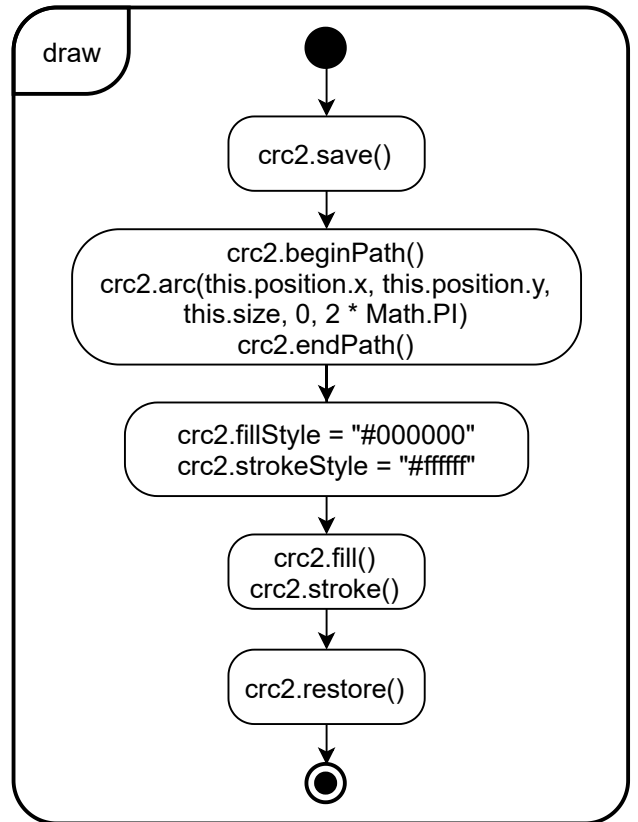 draw
crc2.save()
crc2.beginPath()
crc2.arc(this.position.x, this.position.y,
this.size, 0, 2 * Math.PI)
crc2.endPath()
crc2.fillStyle = "#000000"
crc2.strokeStyle = "#ffffff"
crc2.fill()
crc2.stroke()
crc2.restore()